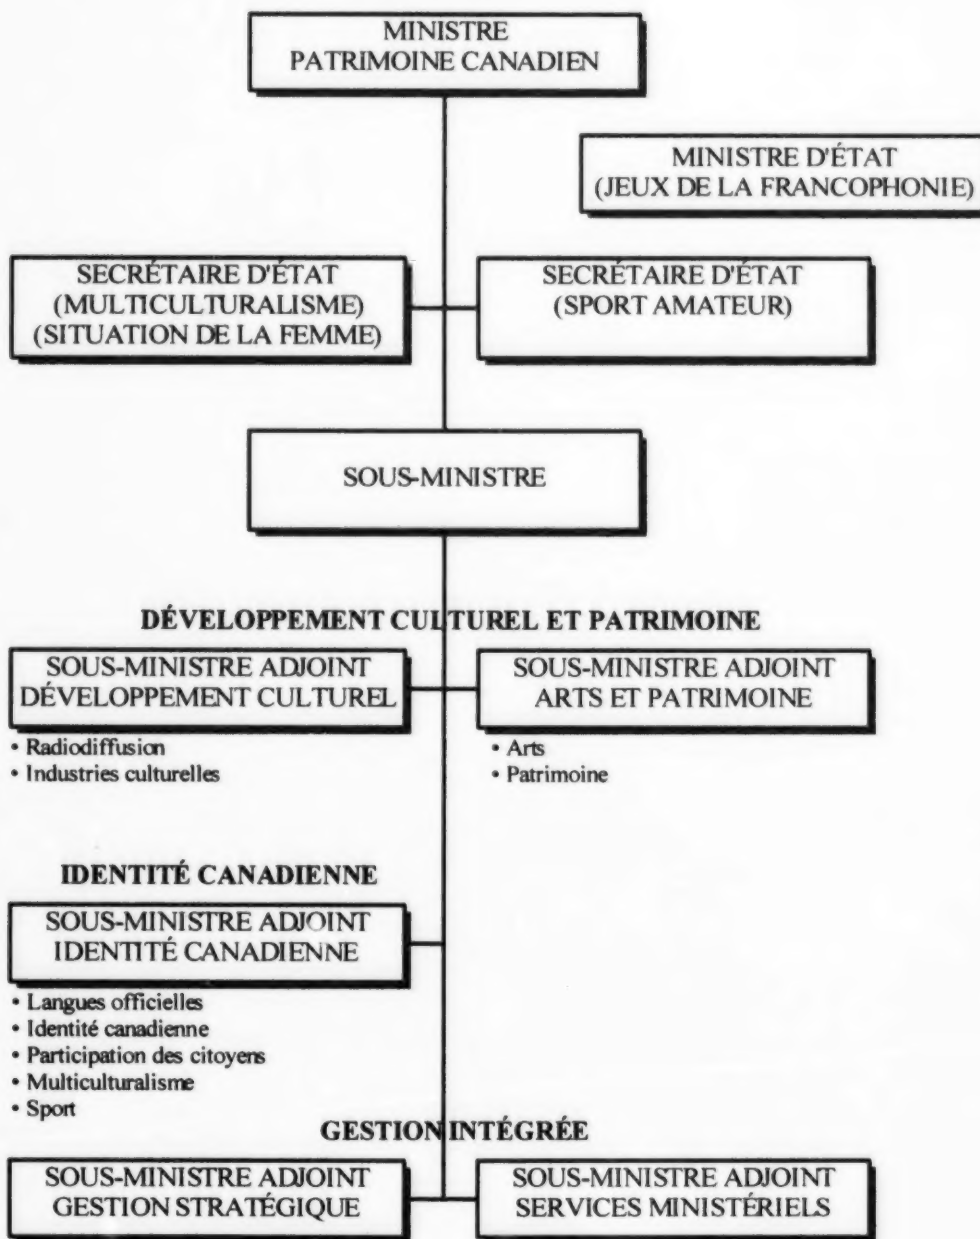 MINISTRE
PATRIMOINE CANADIEN
MINISTRE D'ÉTAT
(JEUX DE LA FRANCOPHONIE)
SECRÉTAIRE D'ÉTAT
(MULTICULTURALISME)
(SITUATION DE LA FEMME)
SECRÉTAIRE D'ÉTAT
(SPORT AMATEUR)
SOUS-MINISTRE
DÉVELOPPEMENT CULTUREL ET PATRIMOINE
SOUS-MINISTRE ADJOINT
DÉVELOPPEMENT CULTUREL
• Radiodiffusion
• Industries culturelles
SOUS-MINISTRE ADJOINT
ARTS ET PATRIMOINE
• Arts
• Patrimoine
IDENTITÉ CANADIENNE
SOUS-MINISTRE ADJOINT
IDENTITÉ CANADIENNE
• Langues officielles
• Identité canadienne
• Participation des citoyens
• Multiculturalisme
• Sport
GESTION INTÉGRÉE
SOUS-MINISTRE ADJOINT
GESTION STRATÉGIQUE
SOUS-MINISTRE ADJOINT
SERVICES MINISTÉRIELS